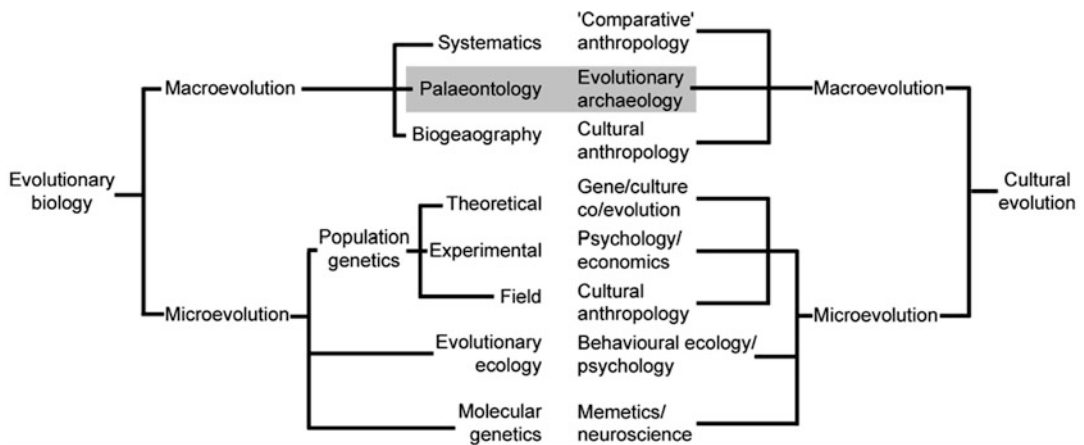 Systematics
'Comparative'
anthropology
Macroevolution
Palaeontology
Evolutionary
archaeology
Macroevolution
Biogeaography
Cultural
anthropology
Evolutionary
biology
Cultural
evolution
Theoretical
Gene/culture
co/evolution
Population
genetics
Experimental
Psychology/
economics
Field
Cultural
anthropology
Microevolution
Microevolution
Evolutionary
ecology
Behavioural ecology/
psychology
Molecular
genetics
Memetics/
neuroscience